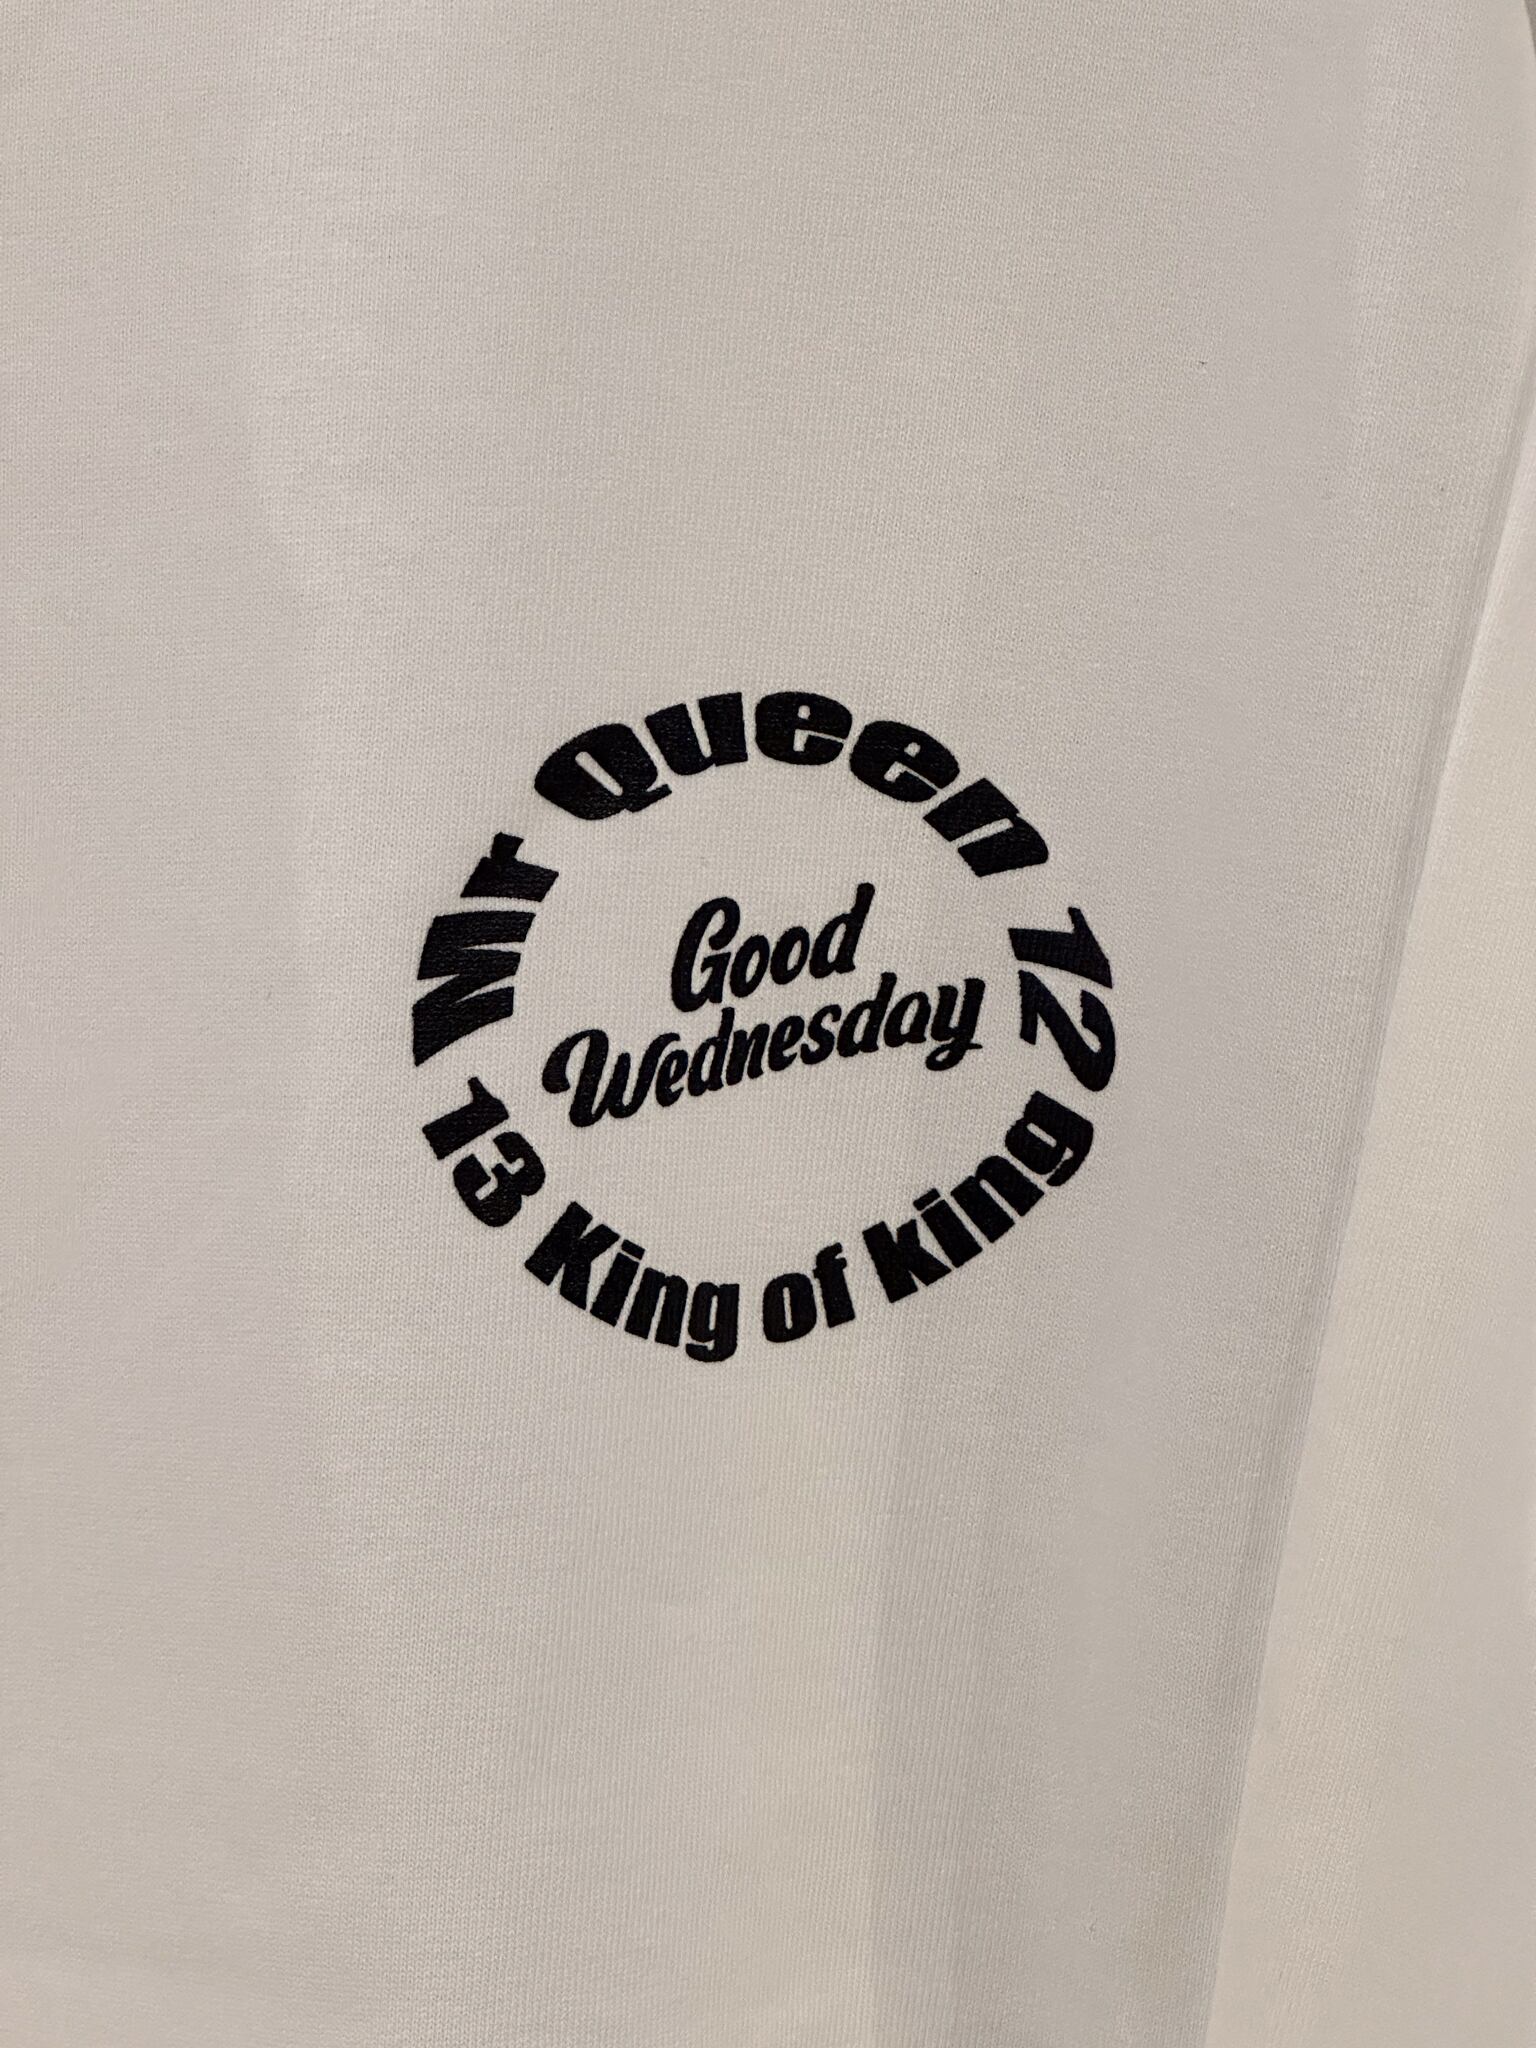 Mr Queen 12
Good
Wednesday
13 King of king